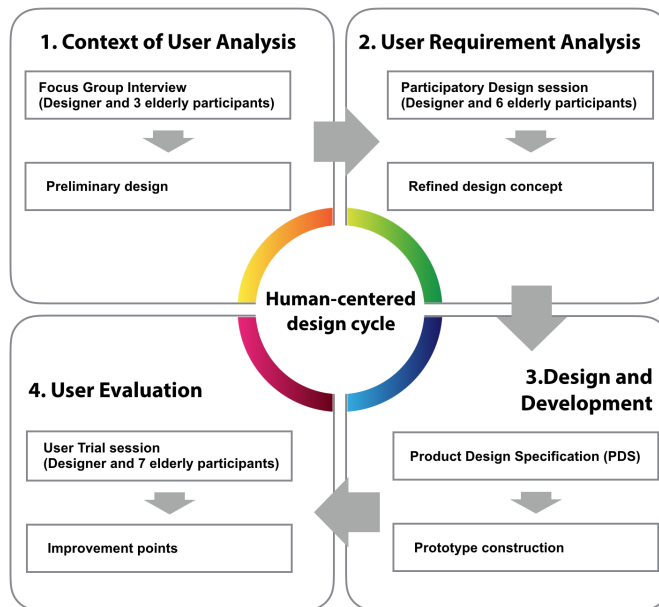 1. Context of User Analysis
Focus Group Interview
(Designer and 3 elderly participants)
Preliminary design
2. User Requirement Analysis
Participatory Design session
(Designer and 6 elderly participants)
Refined design concept
Human-centered
design cycle
3.Design and
Development
Product Design Specification (PDS)
Prototype construction
4. User Evaluation
User Trial session
(Designer and 7 elderly participants)
Improvement points